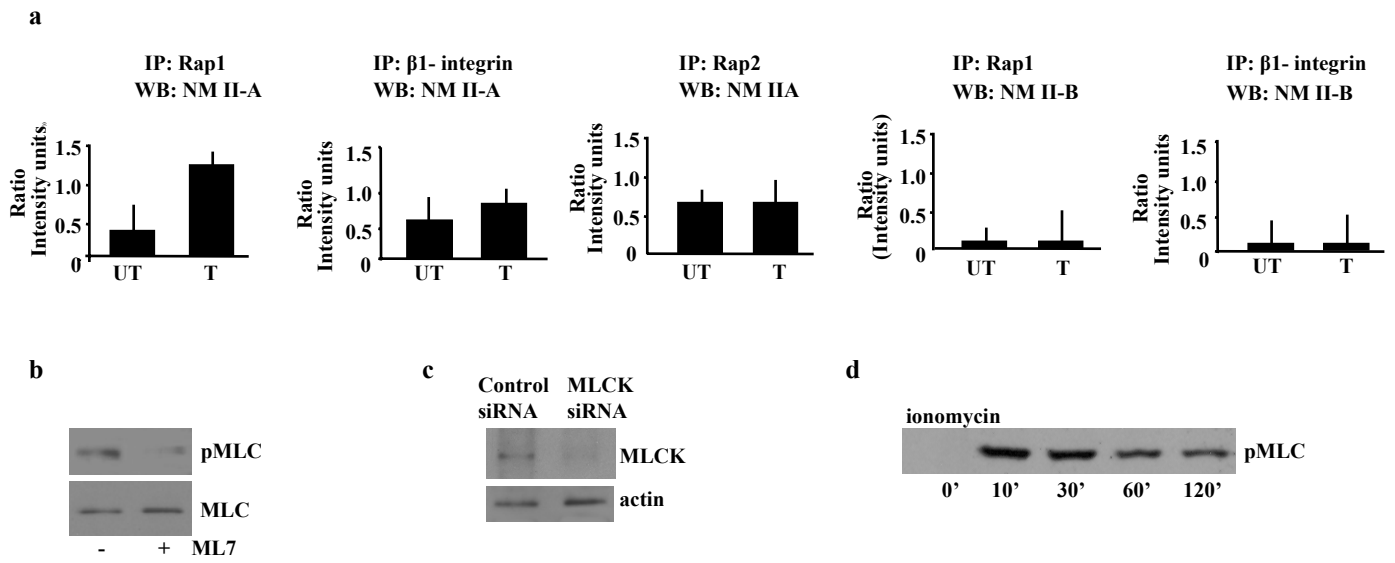 a
IP: Rap1
WB: NM II-A
Ratio
Intensity units
1.5
1.0
0.5
0
UT T
IP: β1- integrin
WB: NM II-A
Ratio
Intensity units
1.5
1.0
0.5
0
UT T
IP: Rap2
WB: NM IIA
Ratio
Intensity units
1.5
1.0
0.5
0
UT T
IP: Rap1
WB: NM II-B
Ratio
(Intensity units)
1.5
1.0
0.5
0
UT T
IP: β1- integrin
WB: NM II-B
Ratio
Intensity units
1.5
1.0
0.5
0
UT T
b
pMLC
MLC
- + ML7
c
Control MLCK
siRNA siRNA
MLCK
actin
d
ionomycin
pMLC
0’ 10’ 30’ 60’ 120’